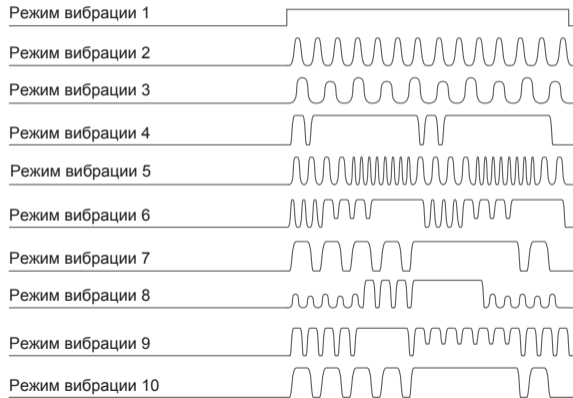 Режим вибрации 1
Режим вибрации 2
Режим вибрации 3
Режим вибрации 4
Режим вибрации 5
Режим вибрации 6
Режим вибрации 7
Режим вибрации 8
Режим вибрации 9
Режим вибрации 10